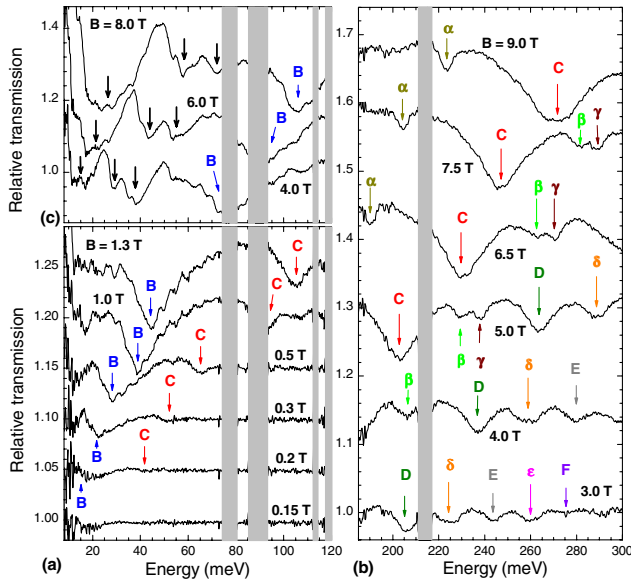 Relative transmission
1.4
1.2
1.0
B = 8.0 T
6.0 T
4.0 T
B
B
B
(c)
Relative transmission
1.25
1.20
1.15
1.10
1.05
1.00
B = 1.3 T
1.0 T
0.5 T
0.3 T
0.2 T
0.15 T
C
C
C
C
C
B
B
B
B
B
(a)
20 40 60 80 100 120
Energy (meV)
Relative transmission
1.7
1.6
1.5
1.4
1.3
1.2
1.1
1.0
(b)
α
B = 9.0 T
C
α
C
β
γ
7.5 T
α
C
β
γ
6.5 T
C
β
γ
D
δ
5.0 T
β
D
δ
E
4.0 T
D
δ
E
ε
F
3.0 T
200 220 240 260 280 300
Energy (meV)